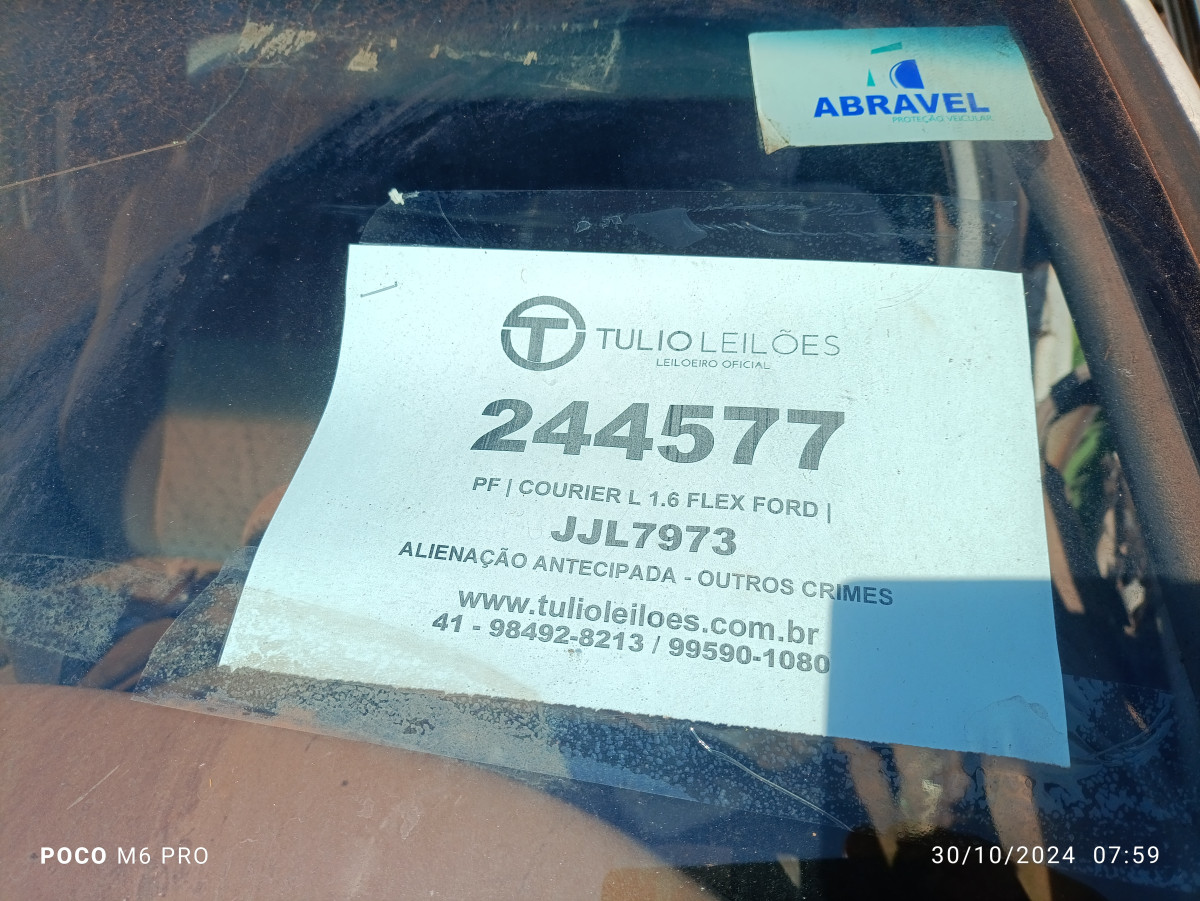 ABRAVEL
PROTEÇÃO VEICULAR
TULIO LEILÕES
LEILOEIRO OFICIAL
244577
PF | COURIER L 1.6 FLEX FORD |
JJL7973
ALIENAÇÃO ANTECIPADA - OUTROS CRIMES
www.tulioleiloes.com.br
41 - 98492-8213 / 99590-1080
POCO M6 PRO
30/10/2024 07:59